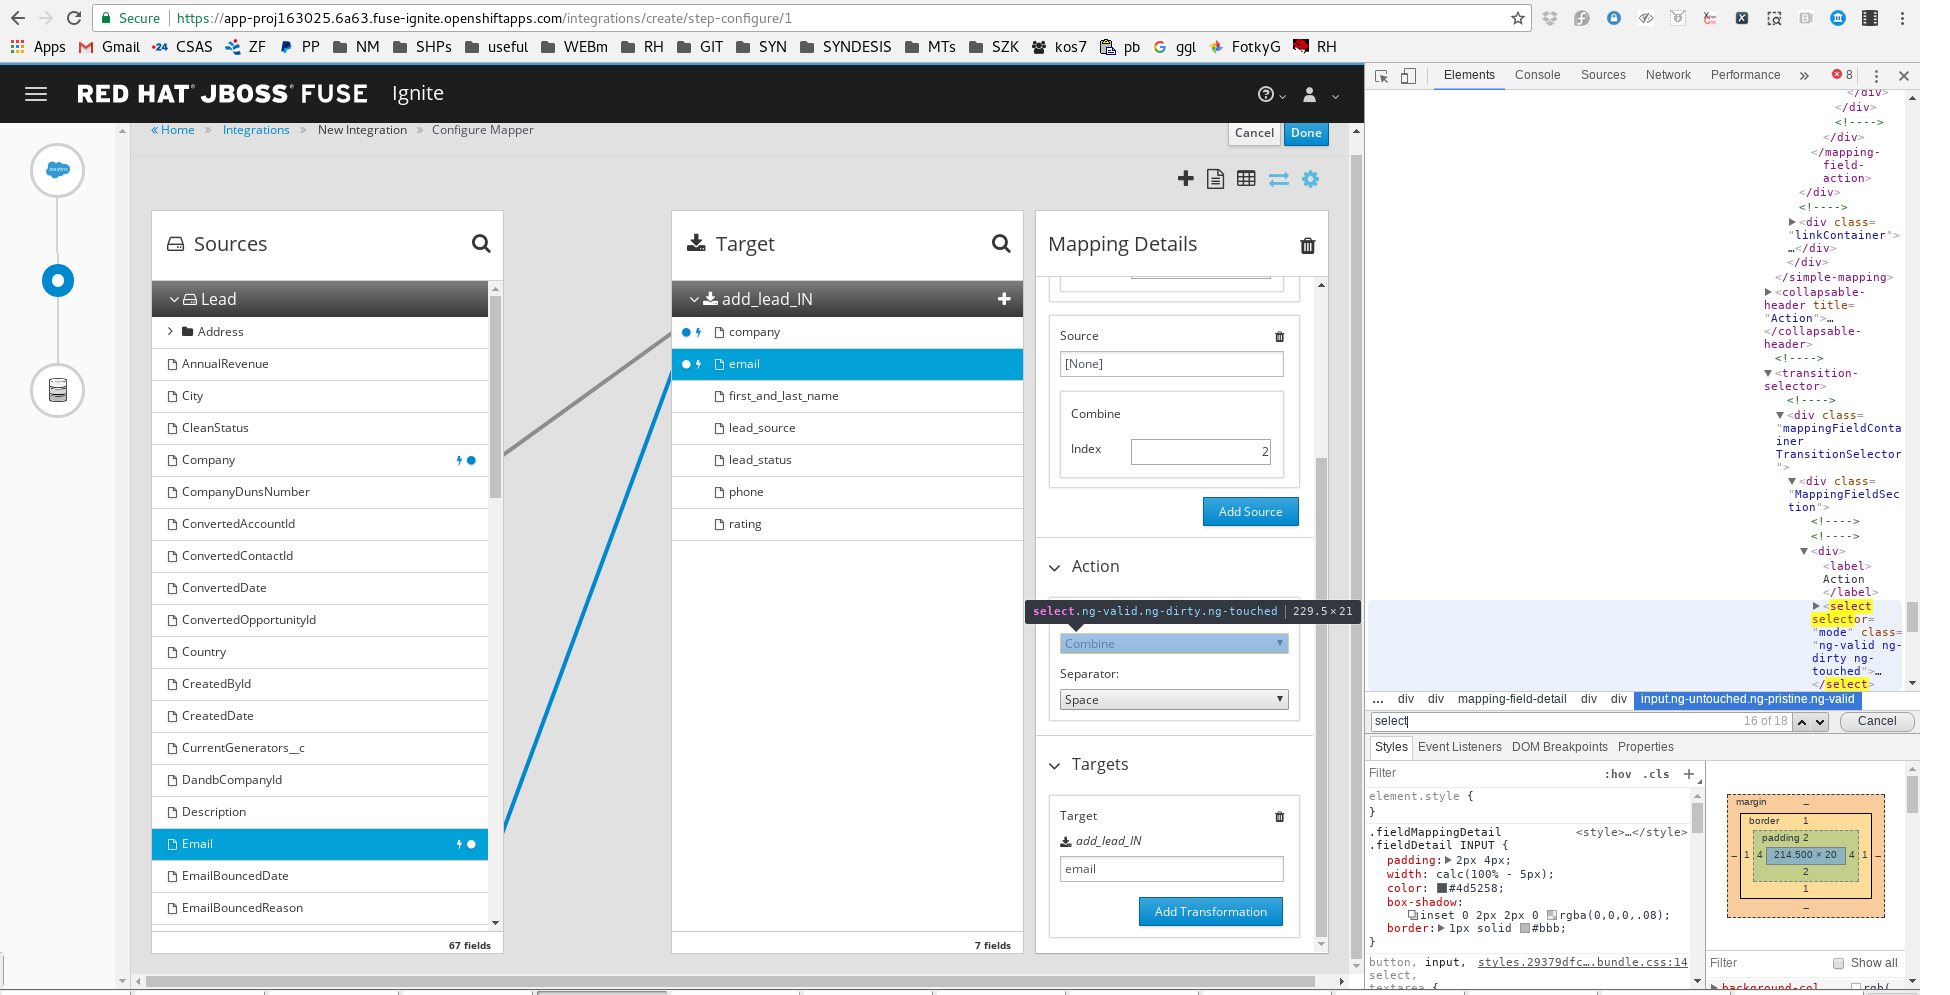 Secure | https://app-proj163025.6a63.fuse-ignite.openshiftapps.com/integrations/create/step-configure/1
Apps Gmail CSAS ZF PP NM SHPs useful WEBm RH GIT SYN SYNDESIS MTs SZK kos7 pb ggl FotkyG RH
RED HAT JBOSS FUSE Ignite
« Home » Integrations » New Integration » Configure Mapper
Cancel Done
Sources
Lead
Address
AnnualRevenue
City
CleanStatus
Company
CompanyDunsNumber
ConvertedAccountId
ConvertedContactId
ConvertedDate
ConvertedOpportunityId
Country
CreatedById
CreatedDate
CurrentGenerators__c
DandbCompanyId
Description
Email
EmailBouncedDate
EmailBouncedReason
67 fields
Target
add_lead_IN
company
email
first_and_last_name
lead_source
lead_status
phone
rating
7 fields
Mapping Details
Source
[None]
Combine
Index 2
Add Source
Action
select.ng-valid.ng-dirty.ng-touched | 229.5×21
Combine
Separator:
Space
Targets
Target
add_lead_IN
email
Add Transformation
Elements Console Sources Network Performance » 8
</div>
</div>
<!---->
</div>
</mapping-
field-
action>
</div>
<!---->
<div class=
"linkContainer">
…</div>
</div>
</simple-mapping>
<collapsable-
header title=
"Action">…
</collapsable-
header>
<!---->
<transition-
selector>
<!---->
<div class=
"mappingFieldConta
iner
TransitionSelector
">
<div class=
"MappingFieldSec
tion">
<!---->
<!---->
<div>
<label>
Action
</label>
<select
selector=
"mode" class=
"ng-valid ng-
dirty ng-
touched">…
</select>
... div div mapping-field-detail div div input.ng-untouched.ng-pristine.ng-valid
select 16 of 18 Cancel
Styles Event Listeners DOM Breakpoints Properties
Filter :hov .cls +
element.style {
}
.fieldMappingDetail <style>…</style>
.fieldDetail INPUT {
padding: 2px 4px;
width: calc(100% - 5px);
color: #4d5258;
box-shadow:
inset 0 2px 2px 0 rgba(0,0,0,.08);
border: 1px solid #bbb;
}
button, input, styles.29379dfc….bundle.css:14
select,
textarea {
margin –
border 1
padding 2
– 1 4 214.500 × 20 4 1 –
2
1
–
Filter Show all
background-col rgb(